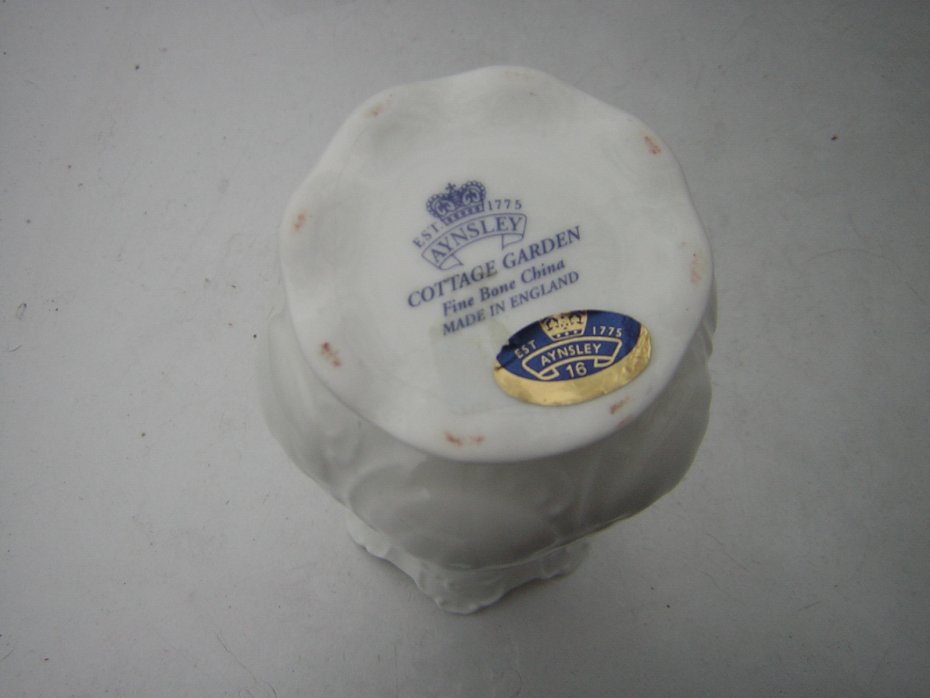 EST 1775
AYNSLEY
COTTAGE GARDEN
Fine Bone China
MADE IN ENGLAND
EST 1775
AYNSLEY
16